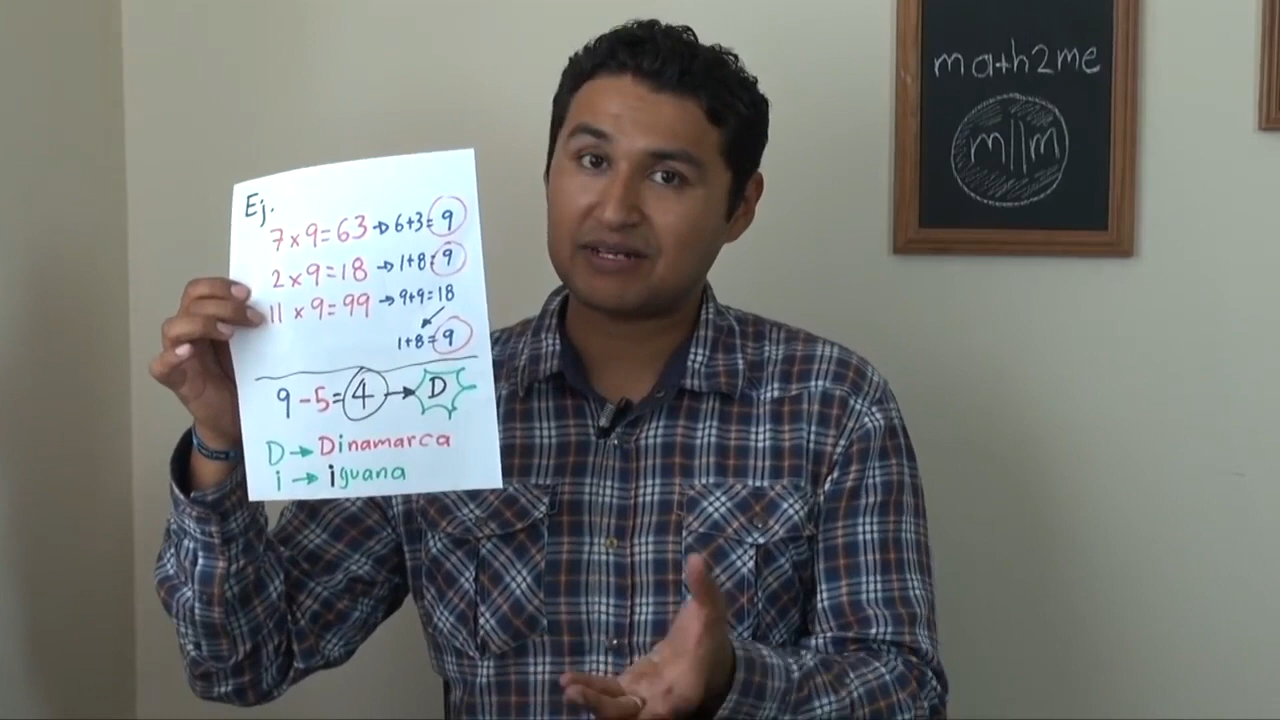 Ej.
7 x 9 = 63 → 6+3 = 9
2 x 9 = 18 → 1+8 = 9
11 x 9 = 99 → 9+9 = 18
1+8 = 9
9 - 5 = 4 → D
D → Dinamarca
i → iguana
math2me
m||m